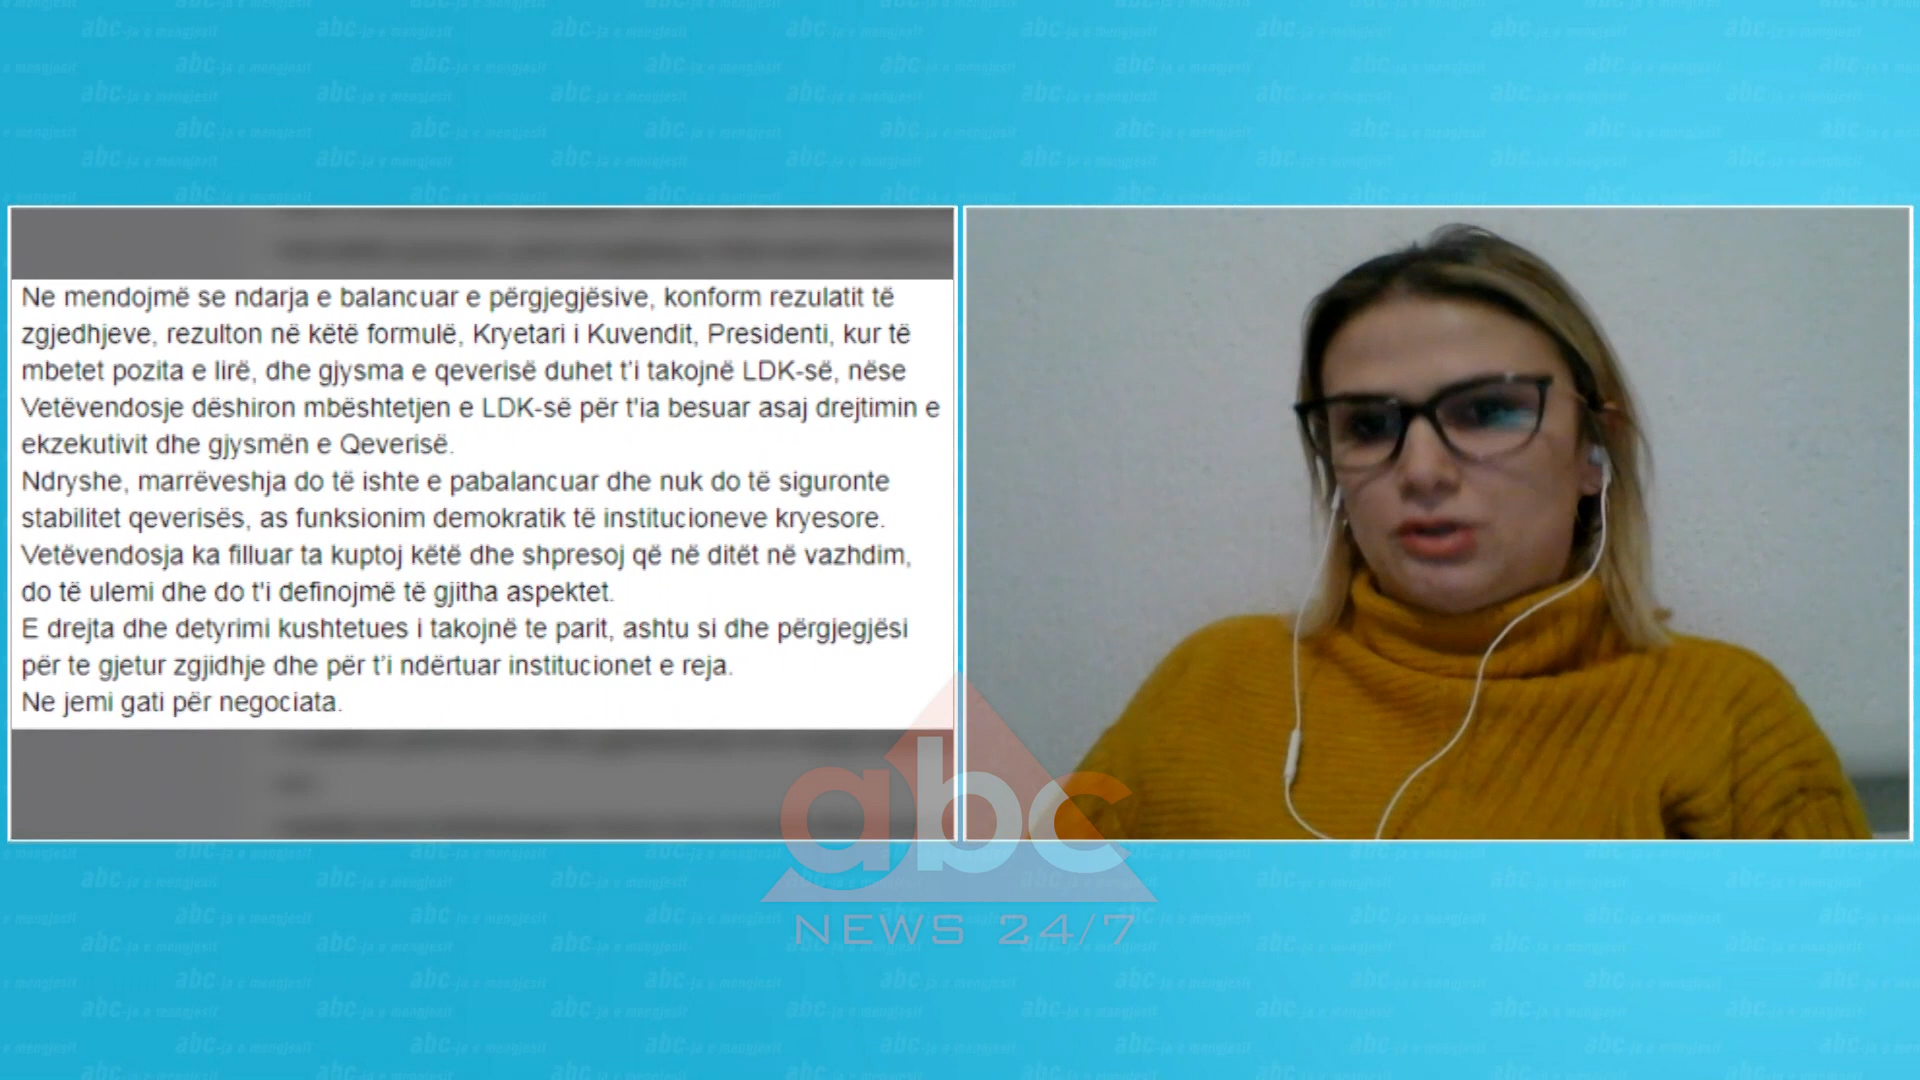 Ne mendojmë se ndarja e balancuar e përgjegjësive, konform rezulatit të
zgjedhjeve, rezulton në këtë formulë, Kryetari i Kuvendit, Presidenti, kur të
mbetet pozita e lirë, dhe gjysma e qeverisë duhet t'i takojnë LDK-së, nëse
Vetëvendosje dëshiron mbështetjen e LDK-së për t'ia besuar asaj drejtimin e
ekzekutivit dhe gjysmën e Qeverisë.
Ndryshe, marrëveshja do të ishte e pabalancuar dhe nuk do të siguronte
stabilitet qeverisës, as funksionim demokratik të institucioneve kryesore.
Vetëvendosja ka filluar ta kuptoj këtë dhe shpresoj që në ditët në vazhdim,
do të ulemi dhe do t'i definojmë të gjitha aspektet.
E drejta dhe detyrimi kushtetues i takojnë te parit, ashtu si dhe përgjegjësi
për te gjetur zgjidhje dhe për t'i ndërtuar institucionet e reja.
Ne jemi gati për negociata.
abc
NEWS 24/7